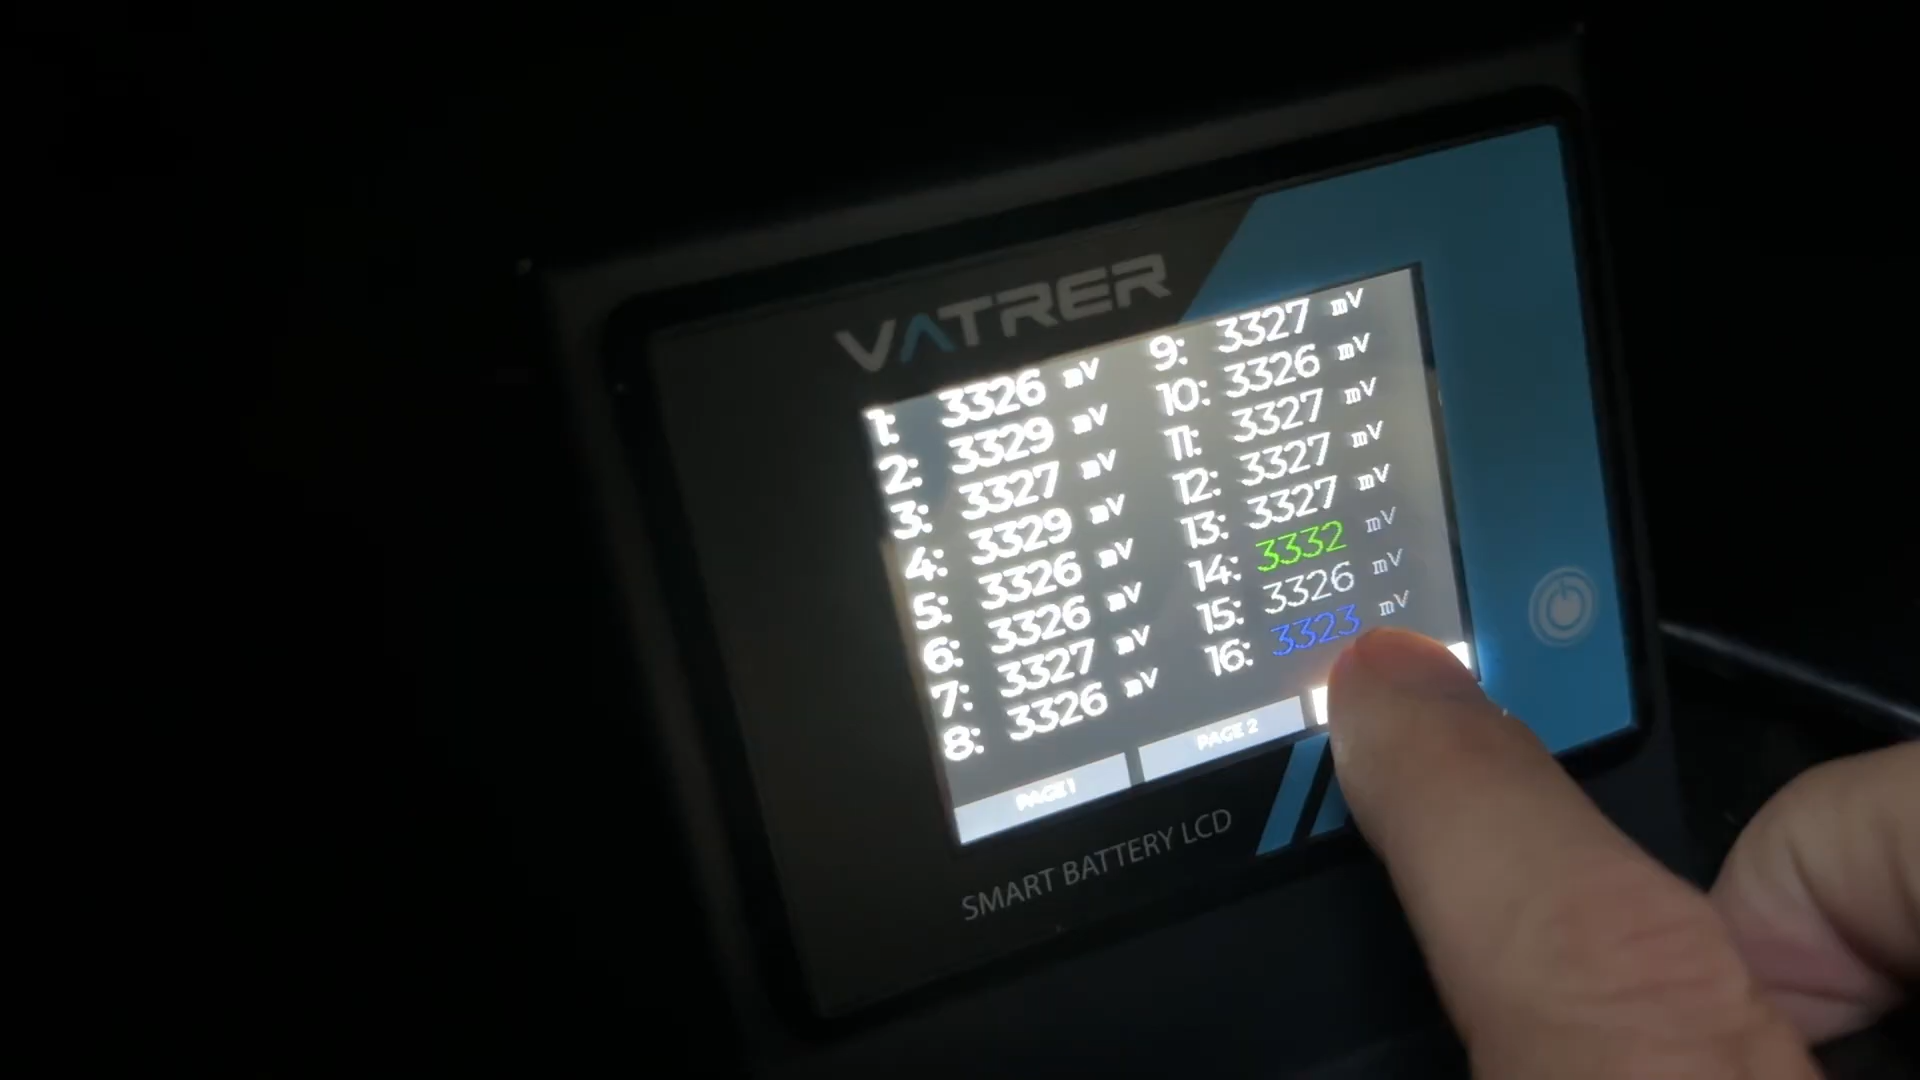 VATRER
1: 3326 mV
2: 3329 mV
3: 3327 mV
4: 3329 mV
5: 3326 mV
6: 3326 mV
7: 3327 mV
8: 3326 mV
9: 3327 mV
10: 3326 mV
11: 3327 mV
12: 3327 mV
13: 3327 mV
14: 3332 mV
15: 3326 mV
16: 3323 mV
PAGE 1
PAGE 2
SMART BATTERY LCD